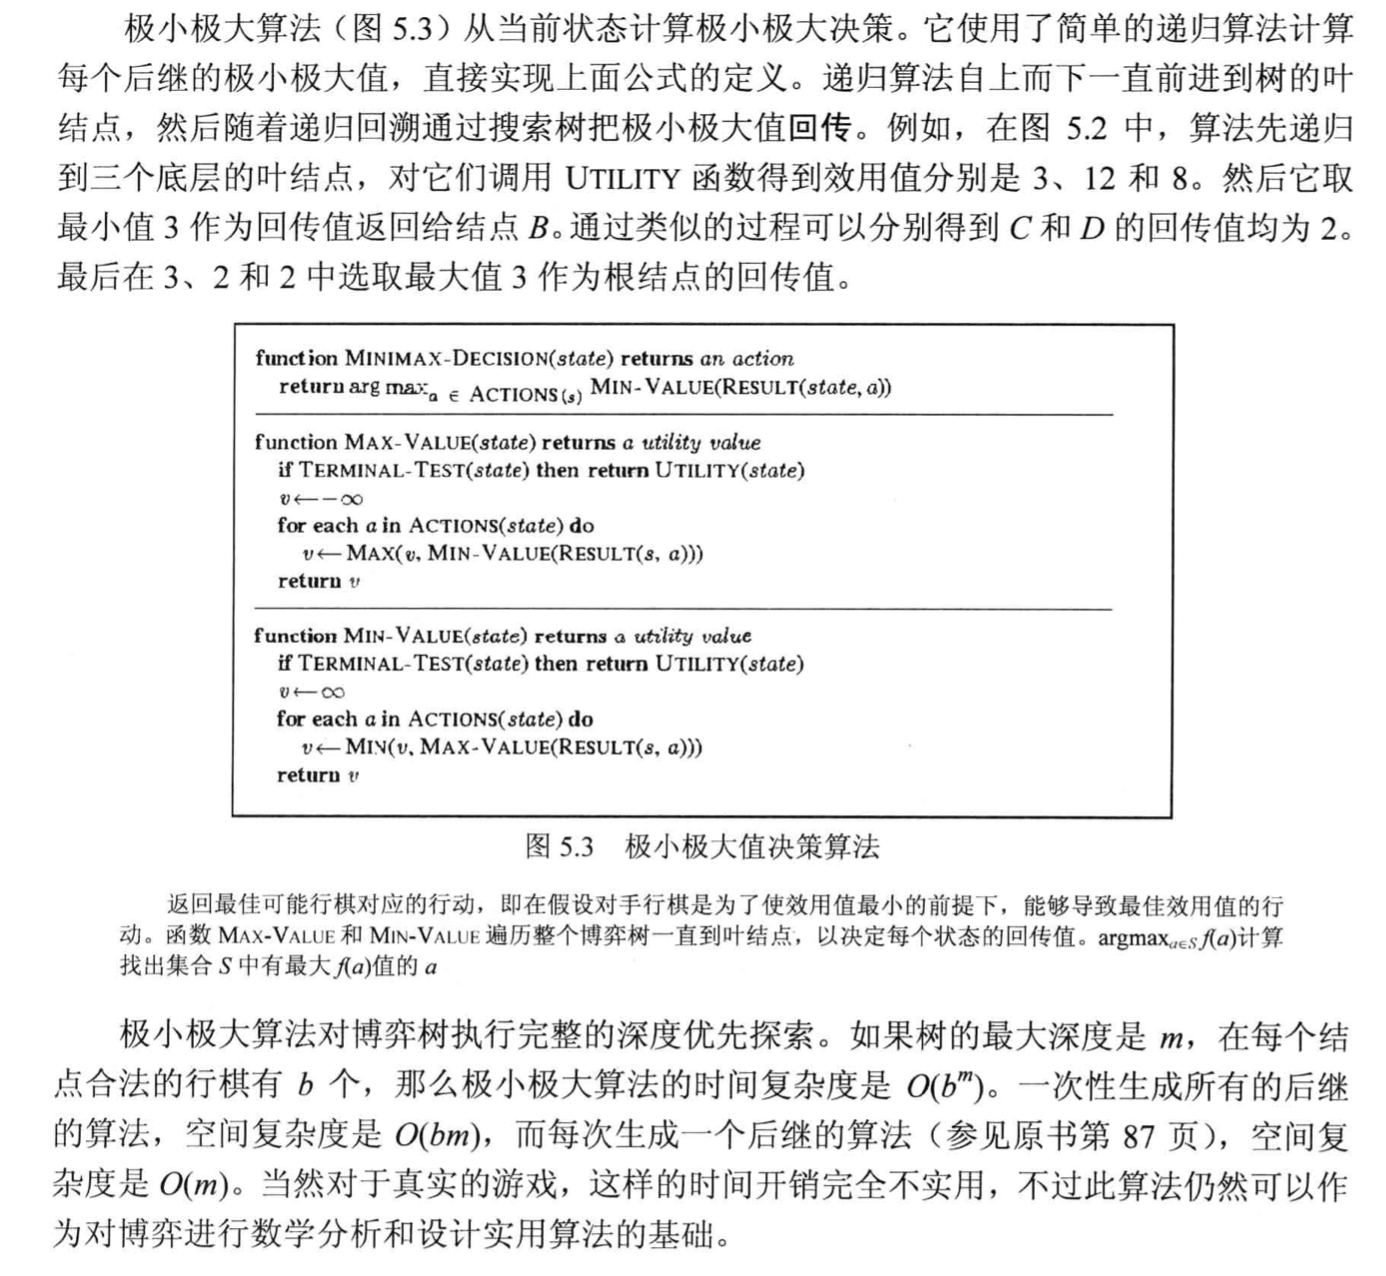 极小极大算法（图 5.3）从当前状态计算极小极大决策。它使用了简单的递归算法计算
每个后继的极小极大值，直接实现上面公式的定义。递归算法自上而下一直前进到树的叶
结点，然后随着递归回溯通过搜索树把极小极大值回传。例如，在图 5.2 中，算法先递归
到三个底层的叶结点，对它们调用 UTILITY 函数得到效用值分别是 3、12 和 8。然后它取
最小值 3 作为回传值返回给结点 B。通过类似的过程可以分别得到 C 和 D 的回传值均为 2。
最后在 3、2 和 2 中选取最大值 3 作为根结点的回传值。
function MINIMAX-DECISION(state) returns an action
return arg max_a ∈ ACTIONS(s) MIN-VALUE(RESULT(state, a))
function MAX-VALUE(state) returns a utility value
if TERMINAL-TEST(state) then return UTILITY(state)
v ← −∞
for each a in ACTIONS(state) do
v ← MAX(v, MIN-VALUE(RESULT(s, a)))
return v
function MIN-VALUE(state) returns a utility value
if TERMINAL-TEST(state) then return UTILITY(state)
v ← ∞
for each a in ACTIONS(state) do
v ← MIN(v, MAX-VALUE(RESULT(s, a)))
return v
图 5.3 极小极大值决策算法
返回最佳可能行棋对应的行动，即在假设对手行棋是为了使效用值最小的前提下，能够导致最佳效用值的行
动。函数 MAX-VALUE 和 MIN-VALUE 遍历整个博弈树一直到叶结点，以决定每个状态的回传值。argmax_{a∈S} f(a)计算
找出集合 S 中有最大 f(a)值的 a
极小极大算法对博弈树执行完整的深度优先探索。如果树的最大深度是 m，在每个结
点合法的行棋有 b 个，那么极小极大算法的时间复杂度是 O(b^m)。一次性生成所有的后继
的算法，空间复杂度是 O(bm)，而每次生成一个后继的算法（参见原书第 87 页），空间复
杂度是 O(m)。当然对于真实的游戏，这样的时间开销完全不实用，不过此算法仍然可以作
为对博弈进行数学分析和设计实用算法的基础。